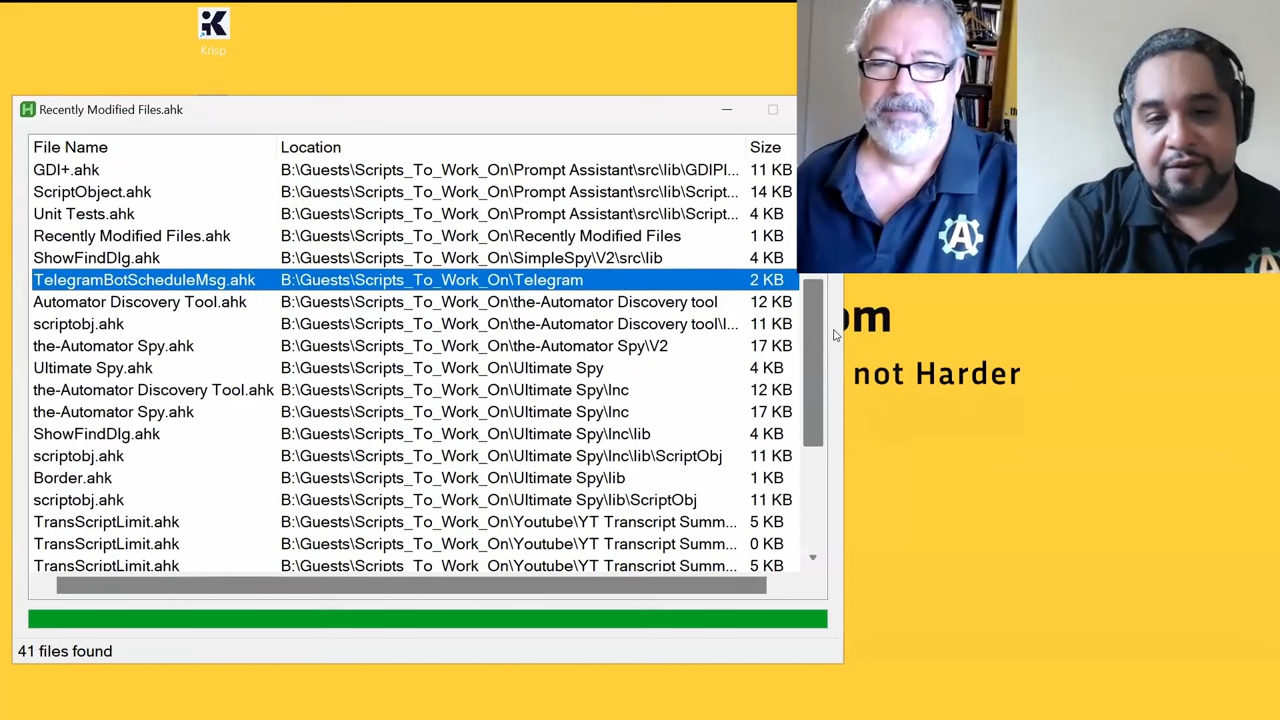 Krisp
Recently Modified Files.ahk
File Name Location Size
GDI+.ahk B:\Guests\Scripts_To_Work_On\Prompt Assistant\src\lib\GDIPI... 11 KB
ScriptObject.ahk B:\Guests\Scripts_To_Work_On\Prompt Assistant\src\lib\Script... 14 KB
Unit Tests.ahk B:\Guests\Scripts_To_Work_On\Prompt Assistant\src\lib\Script... 4 KB
Recently Modified Files.ahk B:\Guests\Scripts_To_Work_On\Recently Modified Files 1 KB
ShowFindDlg.ahk B:\Guests\Scripts_To_Work_On\SimpleSpy\V2\src\lib 4 KB
TelegramBotScheduleMsg.ahk B:\Guests\Scripts_To_Work_On\Telegram 2 KB
Automator Discovery Tool.ahk B:\Guests\Scripts_To_Work_On\the-Automator Discovery tool 12 KB
scriptobj.ahk B:\Guests\Scripts_To_Work_On\the-Automator Discovery tool\l... 11 KB
the-Automator Spy.ahk B:\Guests\Scripts_To_Work_On\the-Automator Spy\V2 17 KB
Ultimate Spy.ahk B:\Guests\Scripts_To_Work_On\Ultimate Spy 4 KB
the-Automator Discovery Tool.ahk B:\Guests\Scripts_To_Work_On\Ultimate Spy\Inc 12 KB
the-Automator Spy.ahk B:\Guests\Scripts_To_Work_On\Ultimate Spy\Inc 17 KB
ShowFindDlg.ahk B:\Guests\Scripts_To_Work_On\Ultimate Spy\Inc\lib 4 KB
scriptobj.ahk B:\Guests\Scripts_To_Work_On\Ultimate Spy\Inc\lib\ScriptObj 11 KB
Border.ahk B:\Guests\Scripts_To_Work_On\Ultimate Spy\lib 1 KB
scriptobj.ahk B:\Guests\Scripts_To_Work_On\Ultimate Spy\lib\ScriptObj 11 KB
TransScriptLimit.ahk B:\Guests\Scripts_To_Work_On\Youtube\YT Transcript Summ... 5 KB
TransScriptLimit.ahk B:\Guests\Scripts_To_Work_On\Youtube\YT Transcript Summ... 0 KB
TransScriptLimit.ahk B:\Guests\Scripts_To_Work_On\Youtube\YT Transcript Summ... 5 KB
41 files found
om
not Harder
A
A